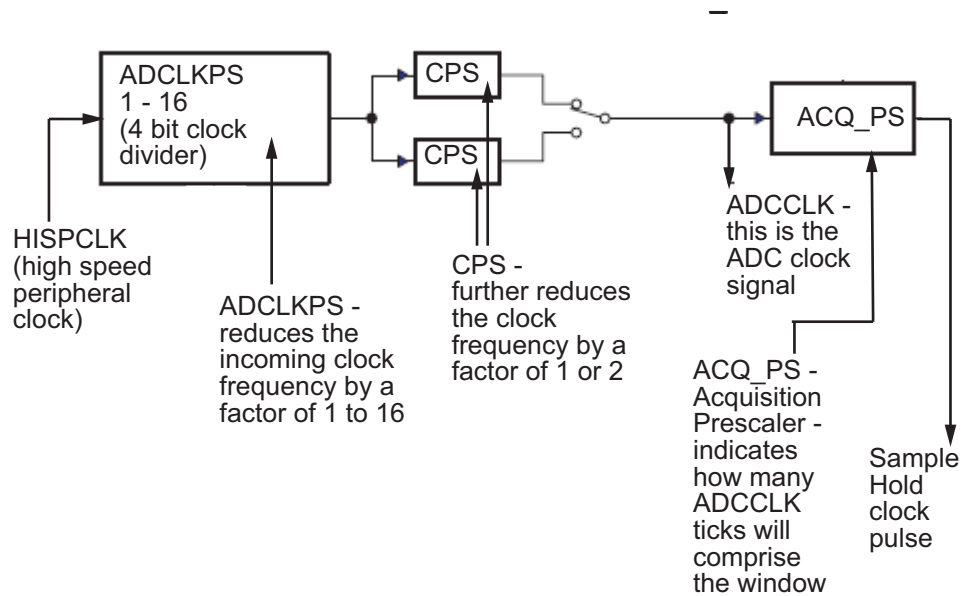 ADCLKPS
1 - 16
(4 bit clock
divider)
CPS
CPS
ACQ_PS
HISPCLK
(high speed
peripheral
clock)
ADCLKPS -
reduces the
incoming clock
frequency by a
factor of 1 to 16
CPS -
further reduces
the clock
frequency by a
factor of 1 or 2
ADCCLK -
this is the
ADC clock
signal
ACQ_PS -
Acquisition
Prescaler -
indicates
how many
ADCCLK
ticks will
comprise
the window
Sample
Hold
clock
pulse